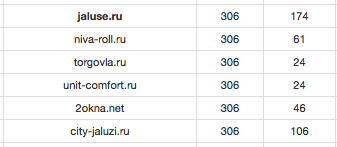 jaluse.ru 306 174
niva-roll.ru 306 61
torgovla.ru 306 24
unit-comfort.ru 306 24
2okna.net 306 46
city-jaluzi.ru 306 106